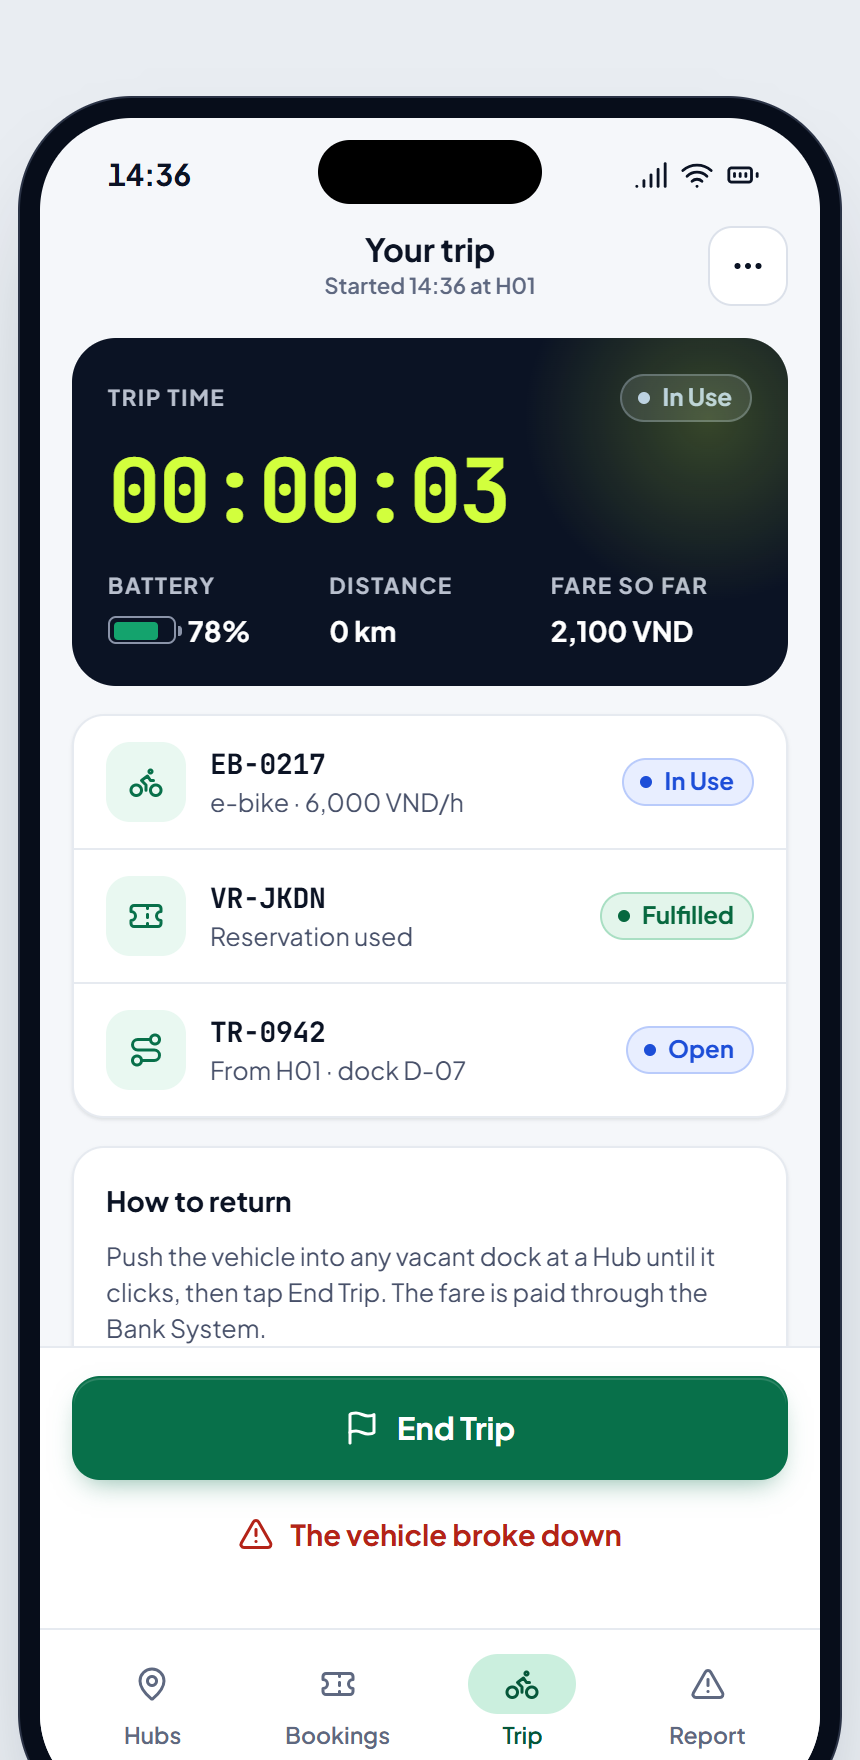 14:36
Your trip
Started 14:36 at H01
TRIP TIME
In Use
00:00:03
BATTERY
DISTANCE
FARE SO FAR
78%
0 km
2,100 VND
EB-0217
e-bike · 6,000 VND/h
In Use
VR-JKDN
Reservation used
Fulfilled
TR-0942
From H01 · dock D-07
Open
How to return
Push the vehicle into any vacant dock at a Hub until it
clicks, then tap End Trip. The fare is paid through the
Bank System.
End Trip
The vehicle broke down
Hubs
Bookings
Trip
Report